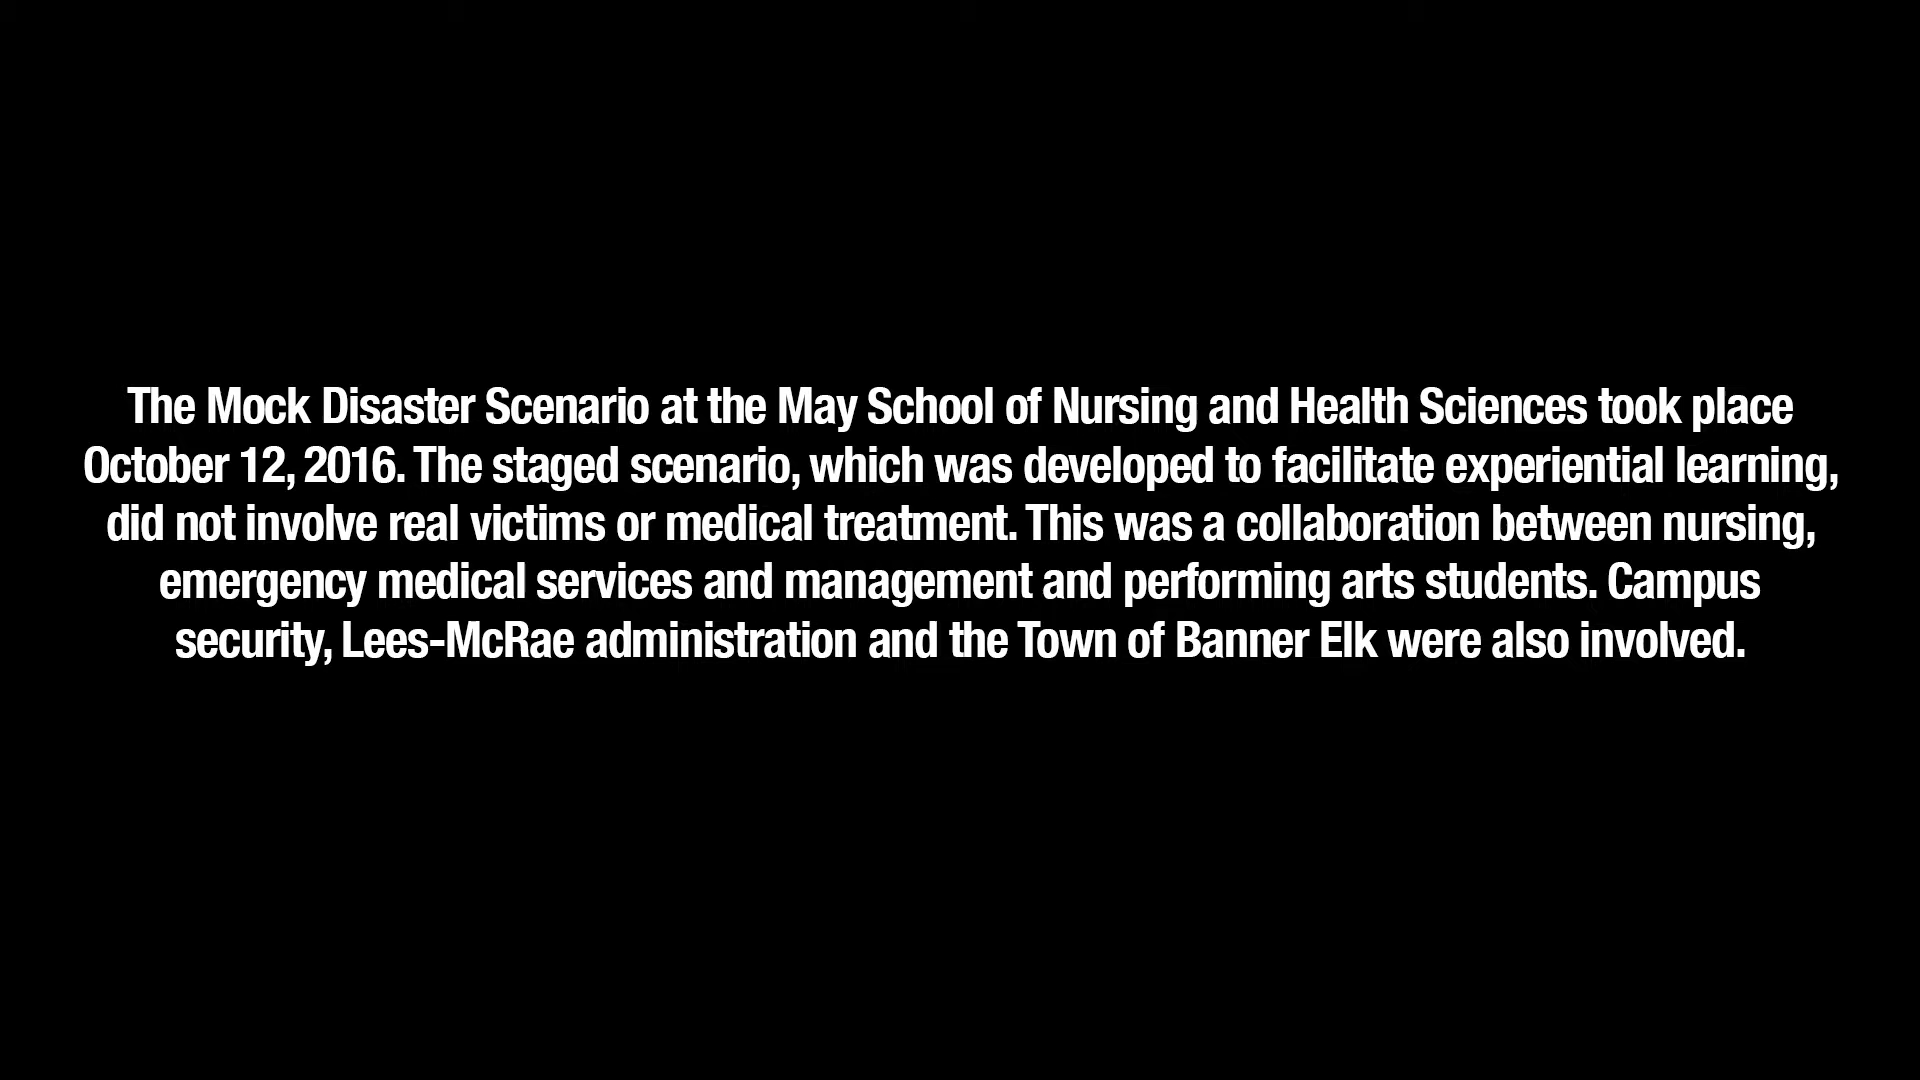 The Mock Disaster Scenario at the May School of Nursing and Health Sciences took place
October 12, 2016. The staged scenario, which was developed to facilitate experiential learning,
did not involve real victims or medical treatment. This was a collaboration between nursing,
emergency medical services and management and performing arts students. Campus
security, Lees-McRae administration and the Town of Banner Elk were also involved.